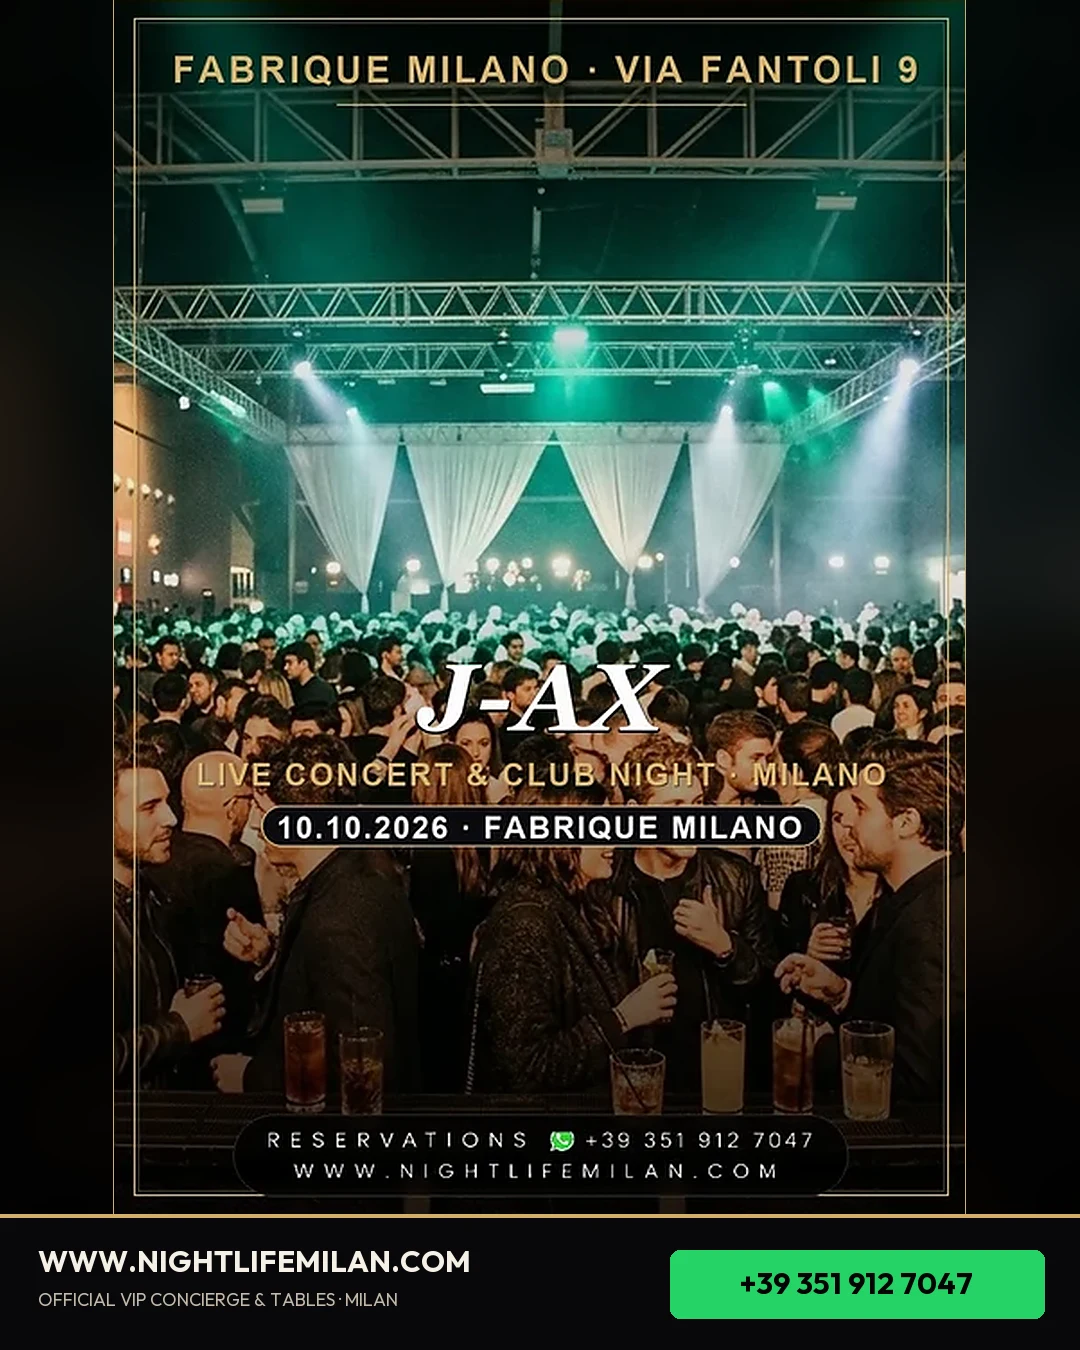 FABRIQUE MILANO · VIA FANTOLI 9
J-AX
LIVE CONCERT & CLUB NIGHT · MILANO
10.10.2026 · FABRIQUE MILANO
RESERVATIONS +39 351 912 7047
WWW.NIGHTLIFEMILAN.COM
WWW.NIGHTLIFEMILAN.COM
OFFICIAL VIP CONCIERGE & TABLES · MILAN
+39 351 912 7047